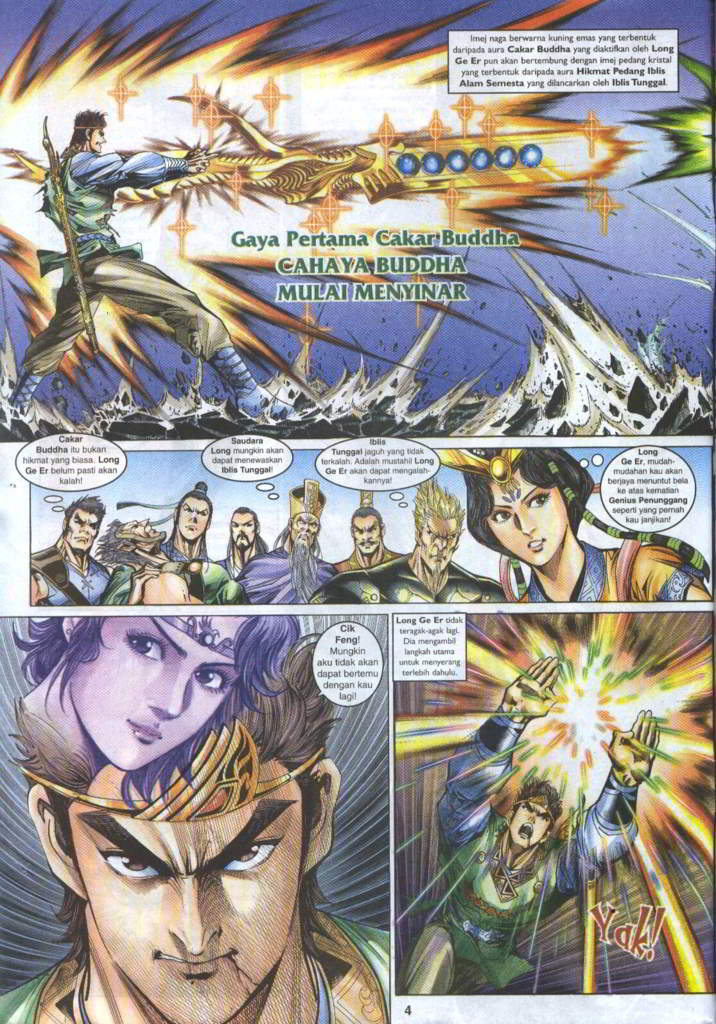 Imej naga berwarna kuning emas yang terbentuk
daripada aura Cakar Buddha yang diaktifkan oleh Long
Ge Er pun akan bertembung dengan imej pedang kristal
yang terbentuk daripada aura Hikmat Pedang Iblis
Alam Semesta yang dilancarkan oleh Iblis Tunggal.
Gaya Pertama Cakar Buddha
CAHAYA BUDDHA
MULAI MENYINAR
Cakar
Buddha itu bukan
hikmat yang biasa. Long
Ge Er belum pasti akan
kalah!
Saudara
Long mungkin akan
dapat menewaskan
Iblis Tunggal!
Iblis
Tunggal jaguh yang tidak
terkalah. Adalah mustahil Long
Ge Er akan dapat mengalah-
kannya!
Long
Ge Er, mudah-
mudahan kau akan
berjaya menuntut bela
ke atas kematian
Genius Penunggang
seperti yang pernah
kau janjikan!
Cik
Feng!
Mungkin
aku tidak akan
dapat bertemu
dengan kau
lagi!
Long Ge Er tidak
teragak-agak lagi.
Dia mengambil
langkah utama
untuk menyerang
terlebih dahulu.
Yak!
4